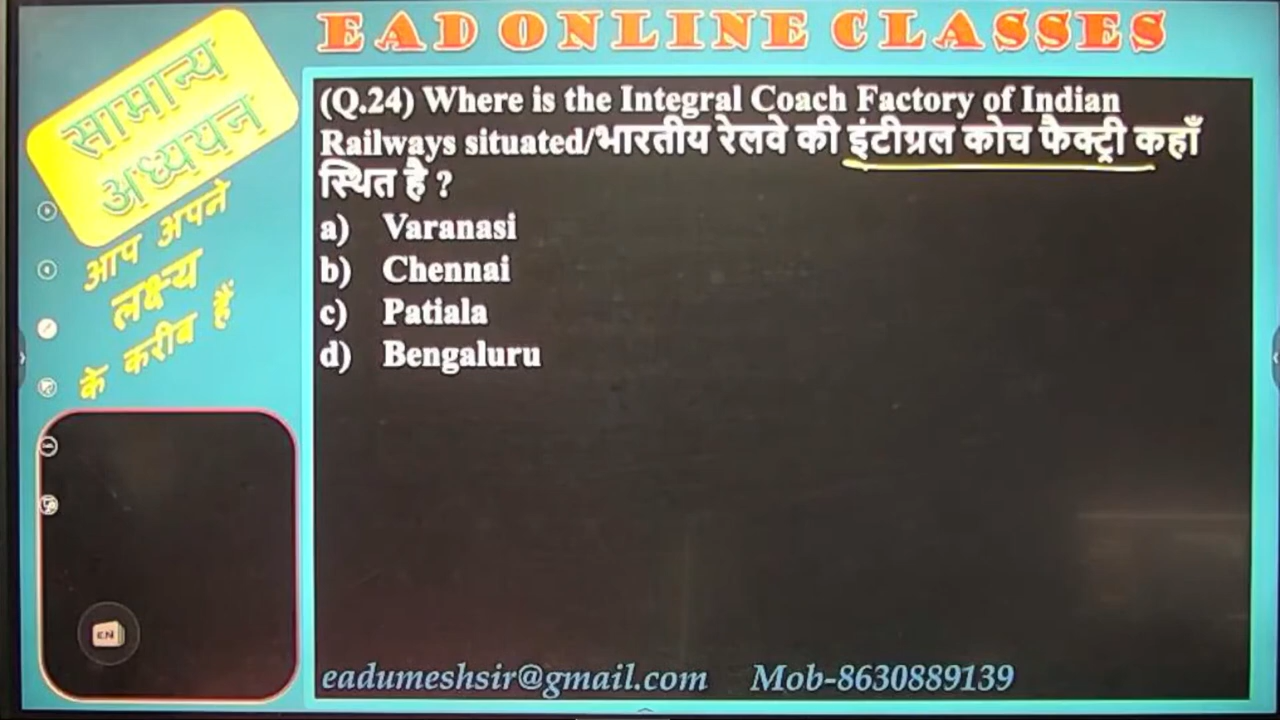 EAD ONLINE CLASSES
सामान्य
अध्ययन
आप अपने
लक्ष्य
के करीब हैं
(Q.24) Where is the Integral Coach Factory of Indian
Railways situated/भारतीय रेलवे की इंटीग्रल कोच फैक्ट्री कहाँ
स्थित है ?
a) Varanasi
b) Chennai
c) Patiala
d) Bengaluru
EN
eadumeshsir@gmail.com Mob-8630889139